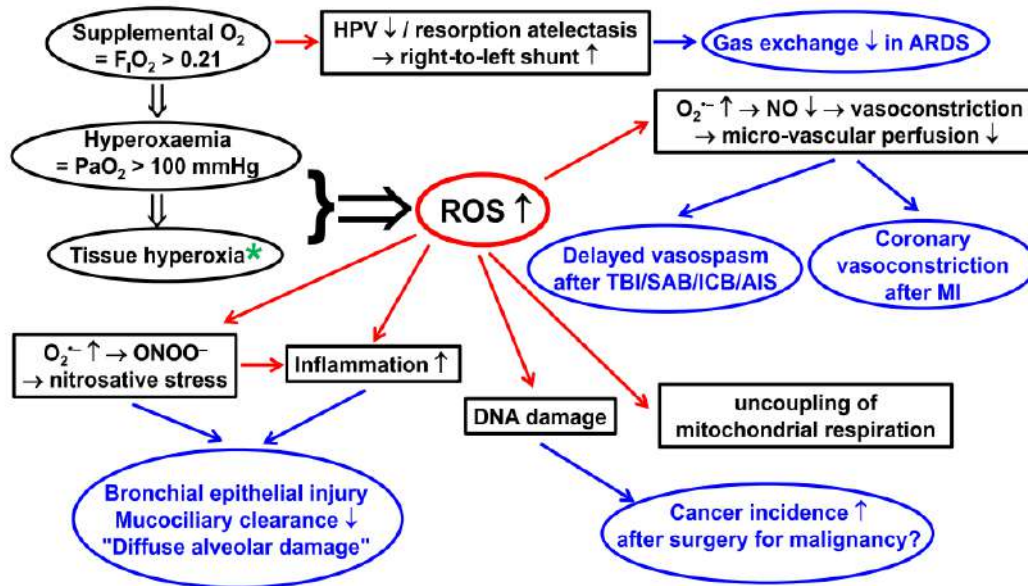 Supplemental O₂
= FᵢO₂ > 0.21
HPV ↓ / resorption atelectasis
→ right-to-left shunt ↑
Gas exchange ↓ in ARDS
Hyperoxaemia
= PaO₂ > 100 mmHg
Tissue hyperoxia*
ROS ↑
O₂•− ↑ → NO ↓ → vasoconstriction
→ micro-vascular perfusion ↓
Delayed vasospasm
after TBI/SAB/ICB/AIS
Coronary
vasoconstriction
after MI
O₂•− ↑ → ONOO−
→ nitrosative stress
Inflammation ↑
DNA damage
uncoupling of
mitochondrial respiration
Bronchial epithelial injury
Mucociliary clearance ↓
"Diffuse alveolar damage"
Cancer incidence ↑
after surgery for malignancy?